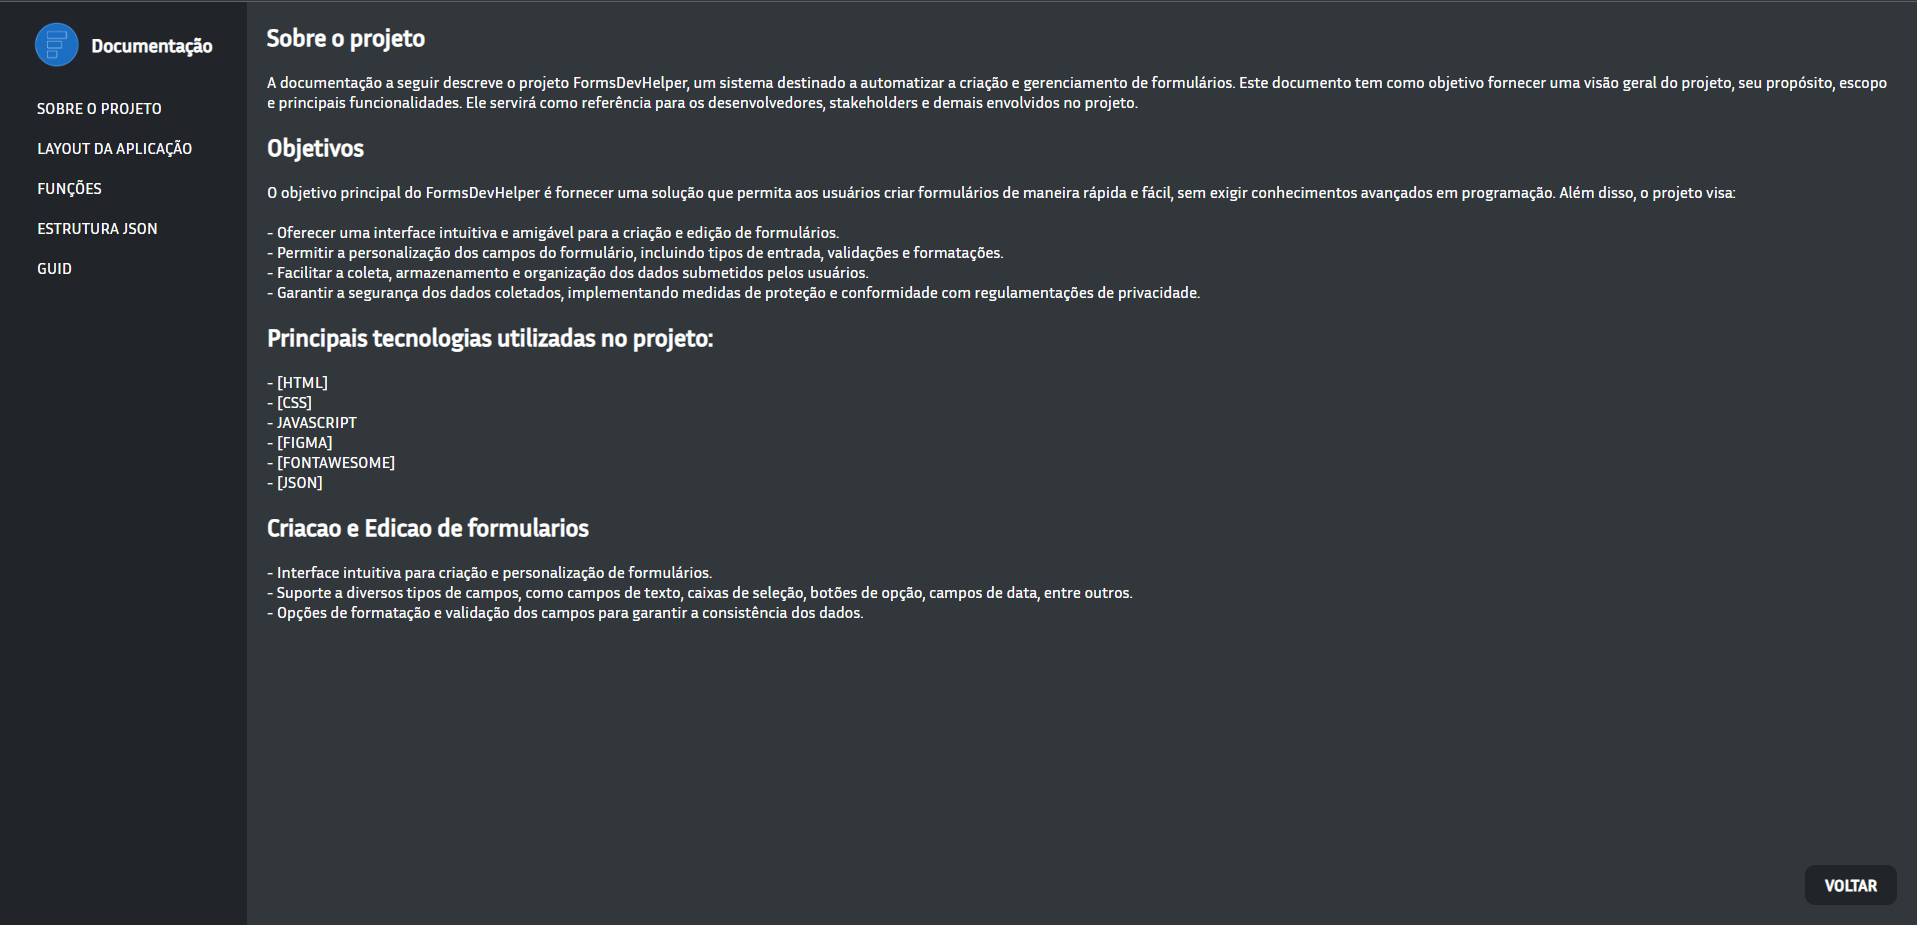 Documentação
SOBRE O PROJETO
LAYOUT DA APLICAÇÃO
FUNÇÕES
ESTRUTURA JSON
GUID
Sobre o projeto
A documentação a seguir descreve o projeto FormsDevHelper, um sistema destinado a automatizar a criação e gerenciamento de formulários. Este documento tem como objetivo fornecer uma visão geral do projeto, seu propósito, escopo
e principais funcionalidades. Ele servirá como referência para os desenvolvedores, stakeholders e demais envolvidos no projeto.
Objetivos
O objetivo principal do FormsDevHelper é fornecer uma solução que permita aos usuários criar formulários de maneira rápida e fácil, sem exigir conhecimentos avançados em programação. Além disso, o projeto visa:
- Oferecer uma interface intuitiva e amigável para a criação e edição de formulários.
- Permitir a personalização dos campos do formulário, incluindo tipos de entrada, validações e formatações.
- Facilitar a coleta, armazenamento e organização dos dados submetidos pelos usuários.
- Garantir a segurança dos dados coletados, implementando medidas de proteção e conformidade com regulamentações de privacidade.
Principais tecnologias utilizadas no projeto:
- [HTML]
- [CSS]
- JAVASCRIPT
- [FIGMA]
- [FONTAWESOME]
- [JSON]
Criacao e Edicao de formularios
- Interface intuitiva para criação e personalização de formulários.
- Suporte a diversos tipos de campos, como campos de texto, caixas de seleção, botões de opção, campos de data, entre outros.
- Opções de formatação e validação dos campos para garantir a consistência dos dados.
VOLTAR